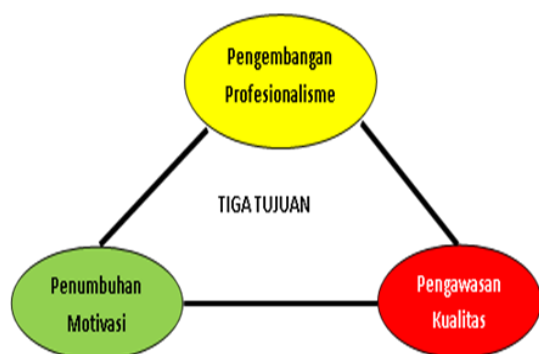 Pengembangan
Profesionalisme
TIGA TUJUAN
Penumbuhan
Motivasi
Pengawasan
Kualitas